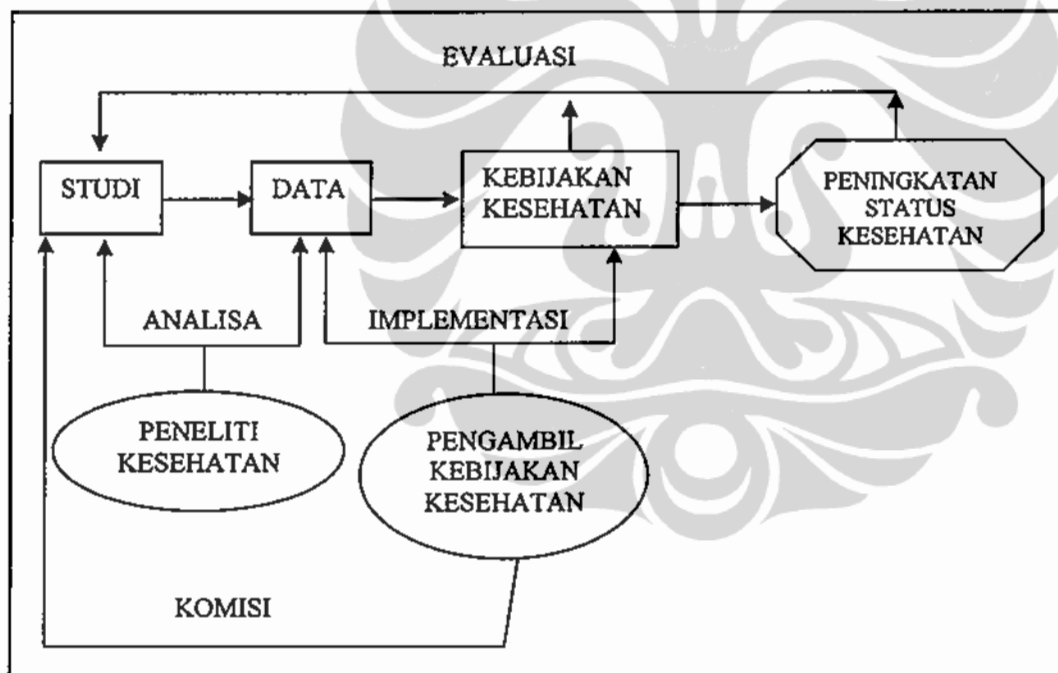 EVALUASI
STUDI
DATA
KEBIJAKAN
KESEHATAN
PENINGKATAN
STATUS
KESEHATAN
ANALISA
IMPLEMENTASI
PENELITI
KESEHATAN
PENGAMBIL
KEBIJAKAN
KESEHATAN
KOMISI